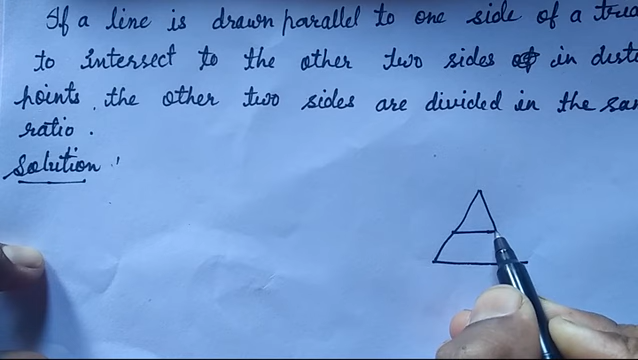 If a line is drawn parallel to one side of a
to intersect to the other two sides in
points, the other two sides are divided in the
ratio.
Solution :